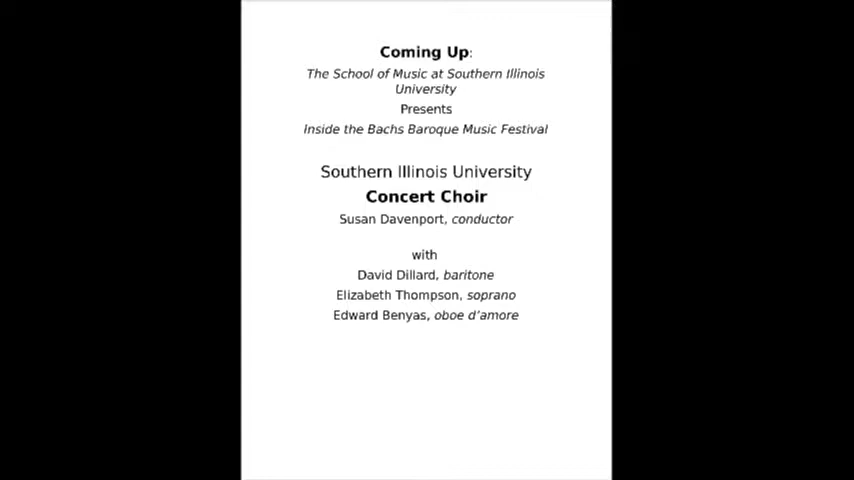 Coming Up:
The School of Music at Southern Illinois
University
Presents
Inside the Bachs Baroque Music Festival
Southern Illinois University
Concert Choir
Susan Davenport, conductor
with
David Dillard, baritone
Elizabeth Thompson, soprano
Edward Benyas, oboe d’amore